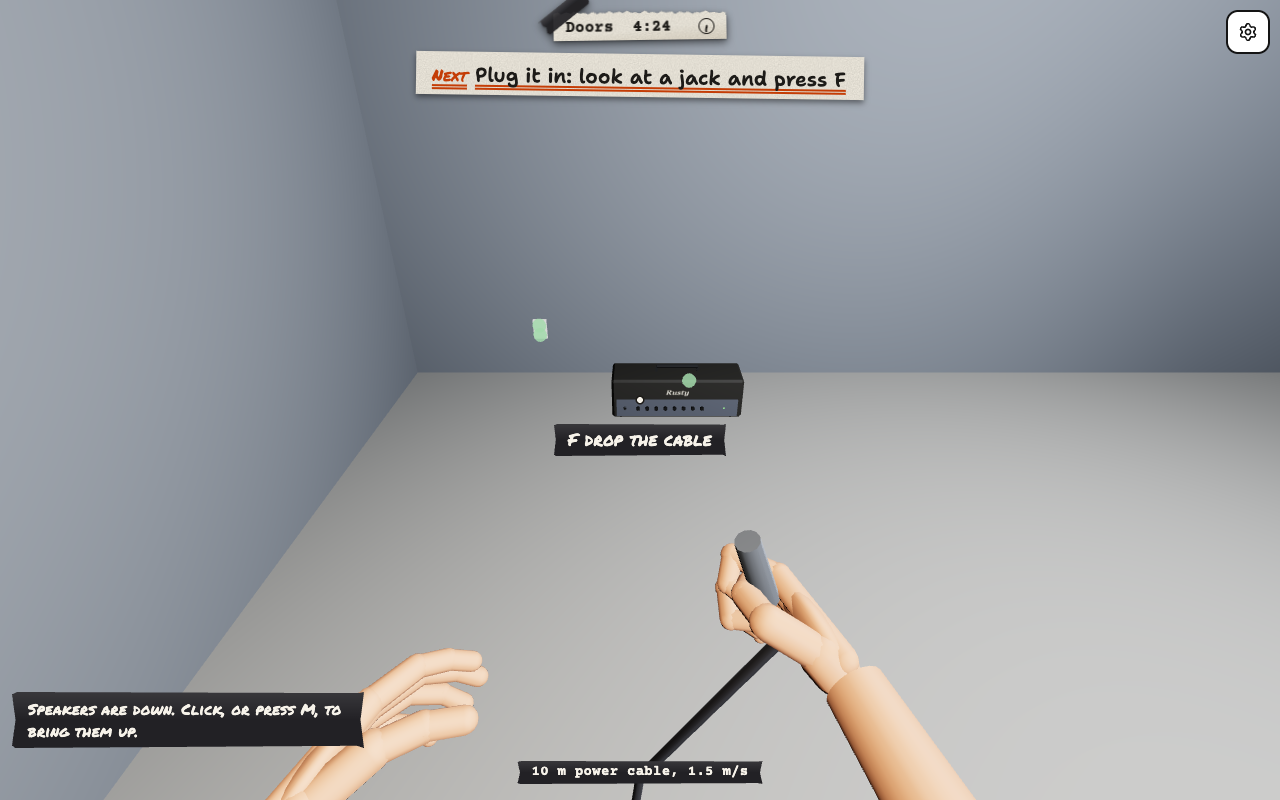 Doors 4:24
NEXT Plug it in: look at a jack and press F
Rusty
F DROP THE CABLE
SPEAKERS ARE DOWN. CLICK, OR PRESS M, TO
BRING THEM UP.
10 m power cable, 1.5 m/s